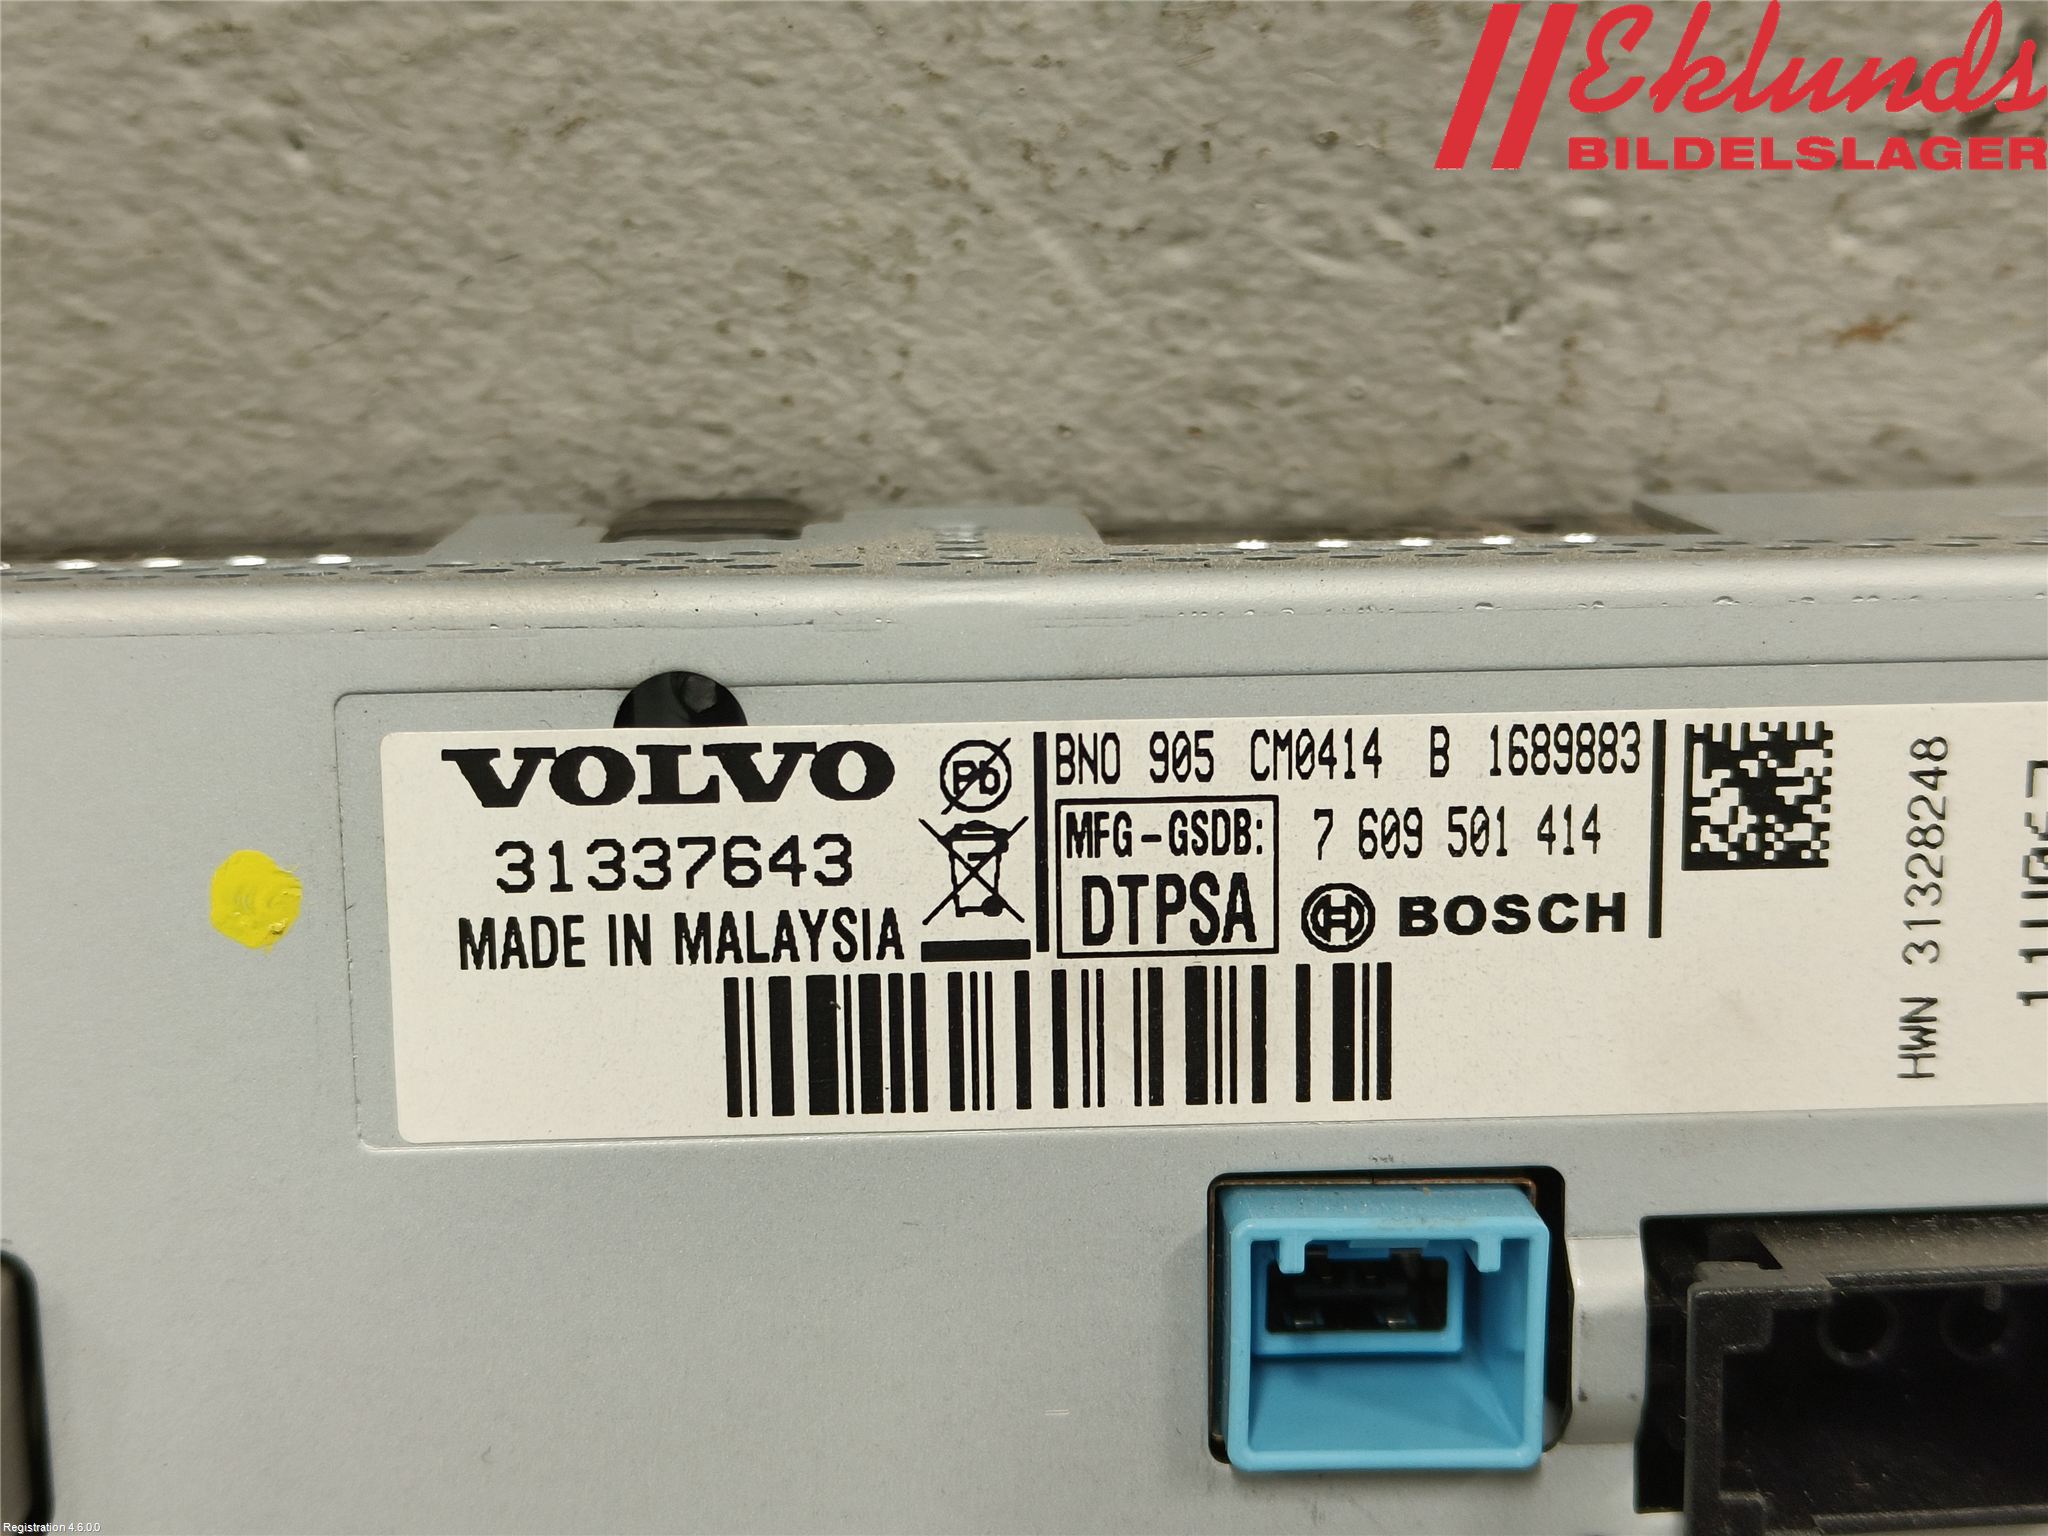 Eklunds
BILDELSLAGER
VOLVO
31337643
MADE IN MALAYSIA
Pb
BNO 905 CM0414 B 1689883
MFG-GSDB:
DTPSA
7 609 501 414
BOSCH
HWN 31328248
Registration 4.6.0.0